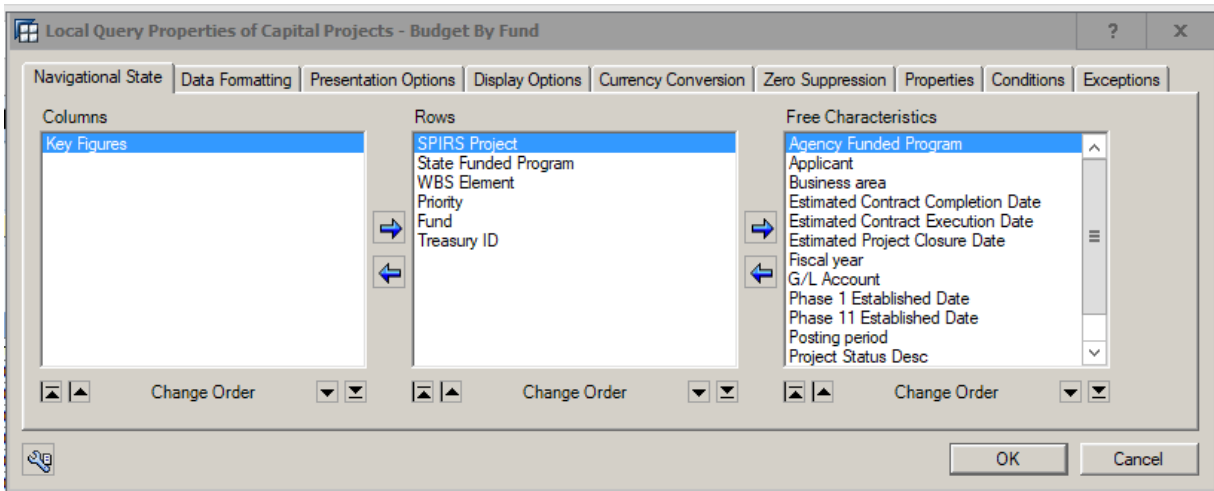 Local Query Properties of Capital Projects - Budget By Fund ? X
Navigational State Data Formatting Presentation Options Display Options Currency Conversion Zero Suppression Properties Conditions Exceptions
Columns
Key Figures
Change Order
Rows
SPIRS Project
State Funded Program
WBS Element
Priority
Fund
Treasury ID
Change Order
Free Characteristics
Agency Funded Program
Applicant
Business area
Estimated Contract Completion Date
Estimated Contract Execution Date
Estimated Project Closure Date
Fiscal year
G/L Account
Phase 1 Established Date
Phase 11 Established Date
Posting period
Project Status Desc
Change Order
OK Cancel